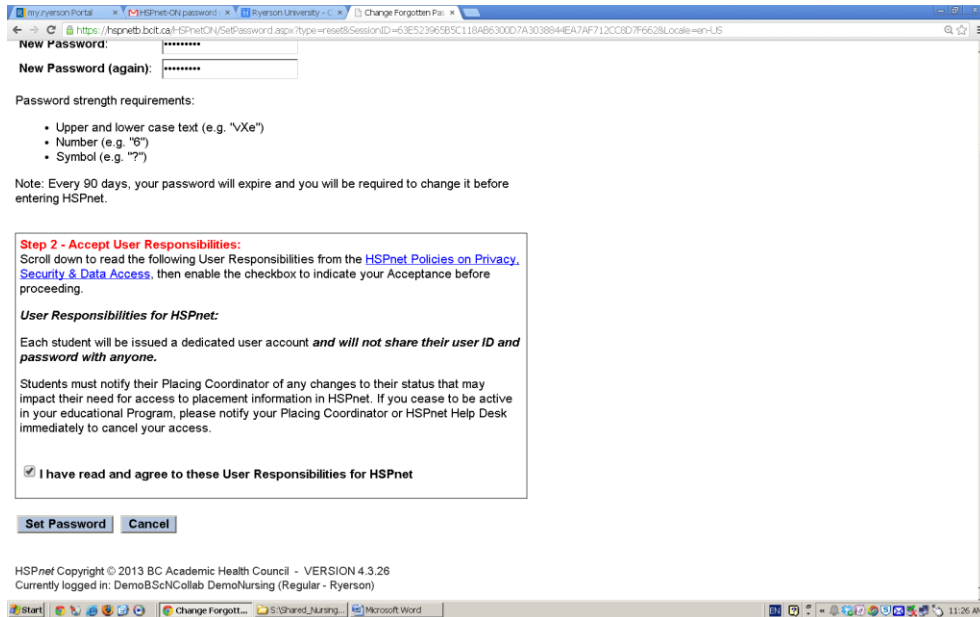 my.ryerson Portal
HSPnet-ON password
Ryerson University - C
Change Forgotten Pas
https://hspnetb.bcit.ca/HSPnetON/SetPassword.aspx?type=reset&SessionID=63E523965B5C118AB6300D7A3038844EA7AF712CC8D7F662&Locale=en-US
New Password:
New Password (again):
Password strength requirements:
• Upper and lower case text (e.g. "vXe")
• Number (e.g. "6")
• Symbol (e.g. "?")
Note: Every 90 days, your password will expire and you will be required to change it before
entering HSPnet.
Step 2 - Accept User Responsibilities:
Scroll down to read the following User Responsibilities from the HSPnet Policies on Privacy,
Security & Data Access, then enable the checkbox to indicate your Acceptance before
proceeding.
User Responsibilities for HSPnet:
Each student will be issued a dedicated user account and will not share their user ID and
password with anyone.
Students must notify their Placing Coordinator of any changes to their status that may
impact their need for access to placement information in HSPnet. If you cease to be active
in your educational Program, please notify your Placing Coordinator or HSPnet Help Desk
immediately to cancel your access.
I have read and agree to these User Responsibilities for HSPnet
Set Password Cancel
HSPnet Copyright © 2013 BC Academic Health Council - VERSION 4.3.26
Currently logged in: DemoBScNCollab DemoNursing (Regular - Ryerson)
Start Change Forgott... S:\Shared_Nursing... Microsoft Word EN 11:26 AM